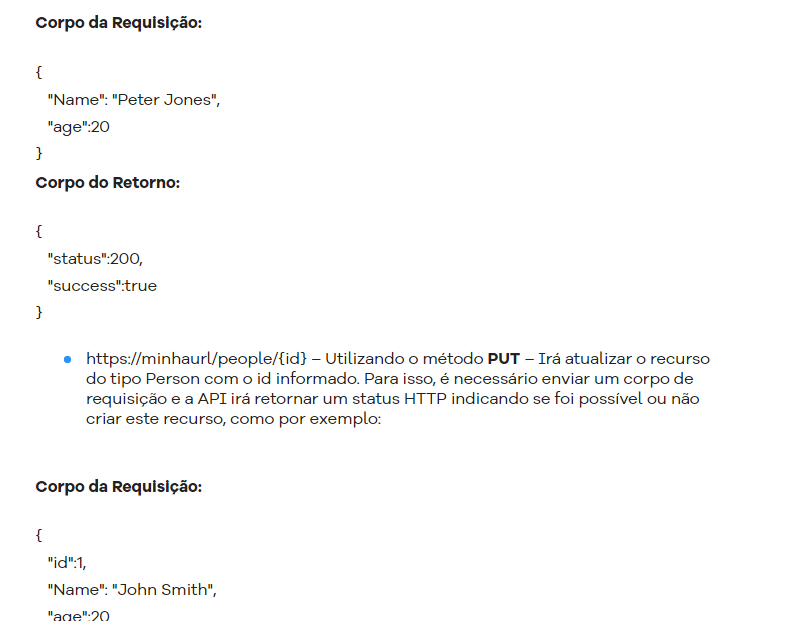 Corpo da Requisição:
{
"Name": "Peter Jones",
"age":20
}
Corpo do Retorno:
{
"status":200,
"success":true
}
https://minhaurl/people/{id} – Utilizando o método PUT – Irá atualizar o recurso
do tipo Person com o id informado. Para isso, é necessário enviar um corpo de
requisição e a API irá retornar um status HTTP indicando se foi possível ou não
criar este recurso, como por exemplo:
Corpo da Requisição:
{
"id":1,
"Name": "John Smith",
"age":20